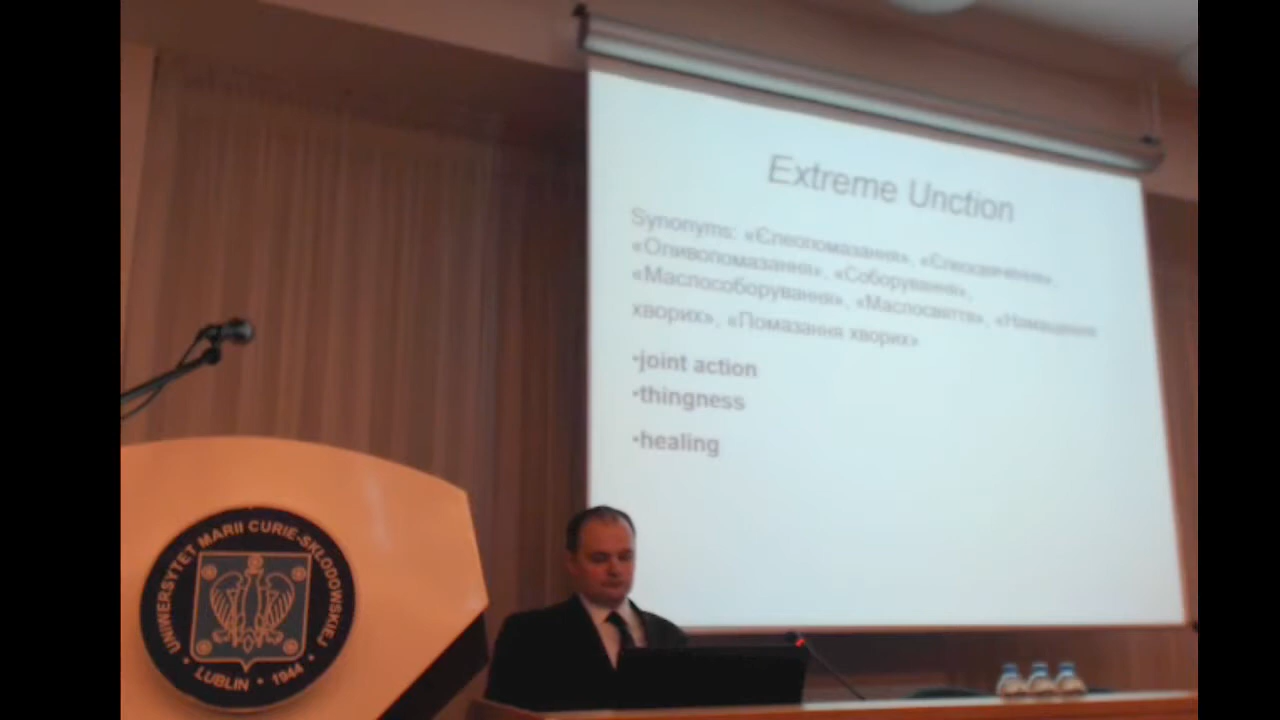 Extreme Unction
Synonyms: «Єлеопомазання», «Єлеосвячення»,
«Оливопомазання», «Соборування»,
«Маслособорування», «Маслосвяття», «Намащення
хворих», «Помазання хворих»
•joint action
•thingness
•healing
UNIWERSYTET MARII CURIE-SKŁODOWSKIEJ
• LUBLIN • 1944 •